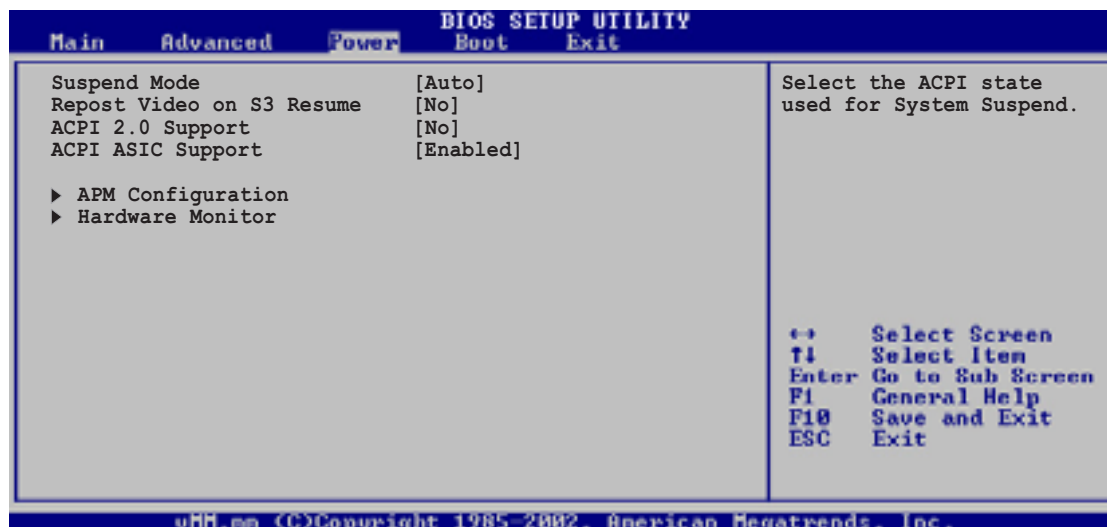 BIOS SETUP UTILITY
Main Advanced Power Boot Exit
Suspend Mode [Auto]
Repost Video on S3 Resume [No]
ACPI 2.0 Support [No]
ACPI ASIC Support [Enabled]
▶ APM Configuration
▶ Hardware Monitor
Select the ACPI state
used for System Suspend.
↔ Select Screen
↑↓ Select Item
Enter Go to Sub Screen
F1 General Help
F10 Save and Exit
ESC Exit
(C)Copyright 1985-2002, American Megatrends, Inc.